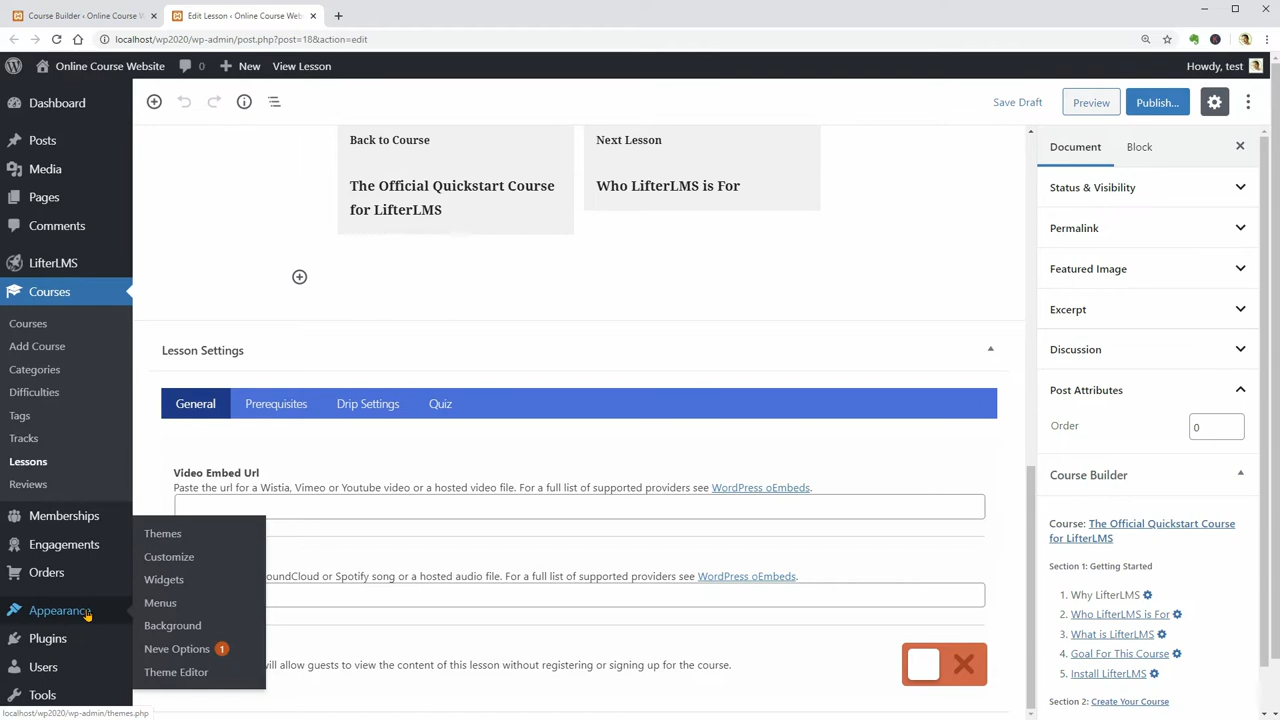 Course Builder ‹ Online Course W
Edit Lesson ‹ Online Course Web
localhost/wp2020/wp-admin/post.php?post=18&action=edit
Online Course Website
0
New
View Lesson
Howdy, test
Dashboard
Posts
Media
Pages
Comments
LifterLMS
Courses
Courses
Add Course
Categories
Difficulties
Tags
Tracks
Lessons
Reviews
Memberships
Engagements
Orders
Appearance
Plugins
Users
Tools
Themes
Customize
Widgets
Menus
Background
Neve Options 1
Theme Editor
localhost/wp2020/wp-admin/themes.php
Save Draft
Preview
Publish...
Back to Course
The Official Quickstart Course
for LifterLMS
Next Lesson
Who LifterLMS is For
Lesson Settings
General
Prerequisites
Drip Settings
Quiz
Video Embed Url
Paste the url for a Wistia, Vimeo or Youtube video or a hosted video file. For a full list of supported providers see WordPress oEmbeds.
oundCloud or Spotify song or a hosted audio file. For a full list of supported providers see WordPress oEmbeds.
will allow guests to view the content of this lesson without registering or signing up for the course.
Document
Block
Status & Visibility
Permalink
Featured Image
Excerpt
Discussion
Post Attributes
Order
0
Course Builder
Course: The Official Quickstart Course
for LifterLMS
Section 1: Getting Started
1. Why LifterLMS
2. Who LifterLMS is For
3. What is LifterLMS
4. Goal For This Course
5. Install LifterLMS
Section 2: Create Your Course